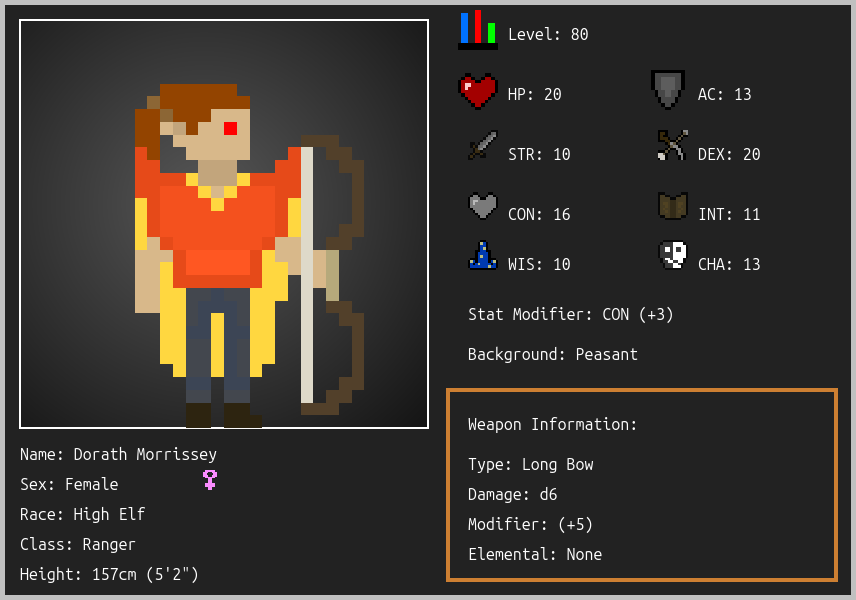 Level: 80
HP: 20
AC: 13
STR: 10
DEX: 20
CON: 16
INT: 11
WIS: 10
CHA: 13
Stat Modifier: CON (+3)
Background: Peasant
Weapon Information:
Type: Long Bow
Damage: d6
Modifier: (+5)
Elemental: None
Name: Dorath Morrissey
Sex: Female
Race: High Elf
Class: Ranger
Height: 157cm (5'2")